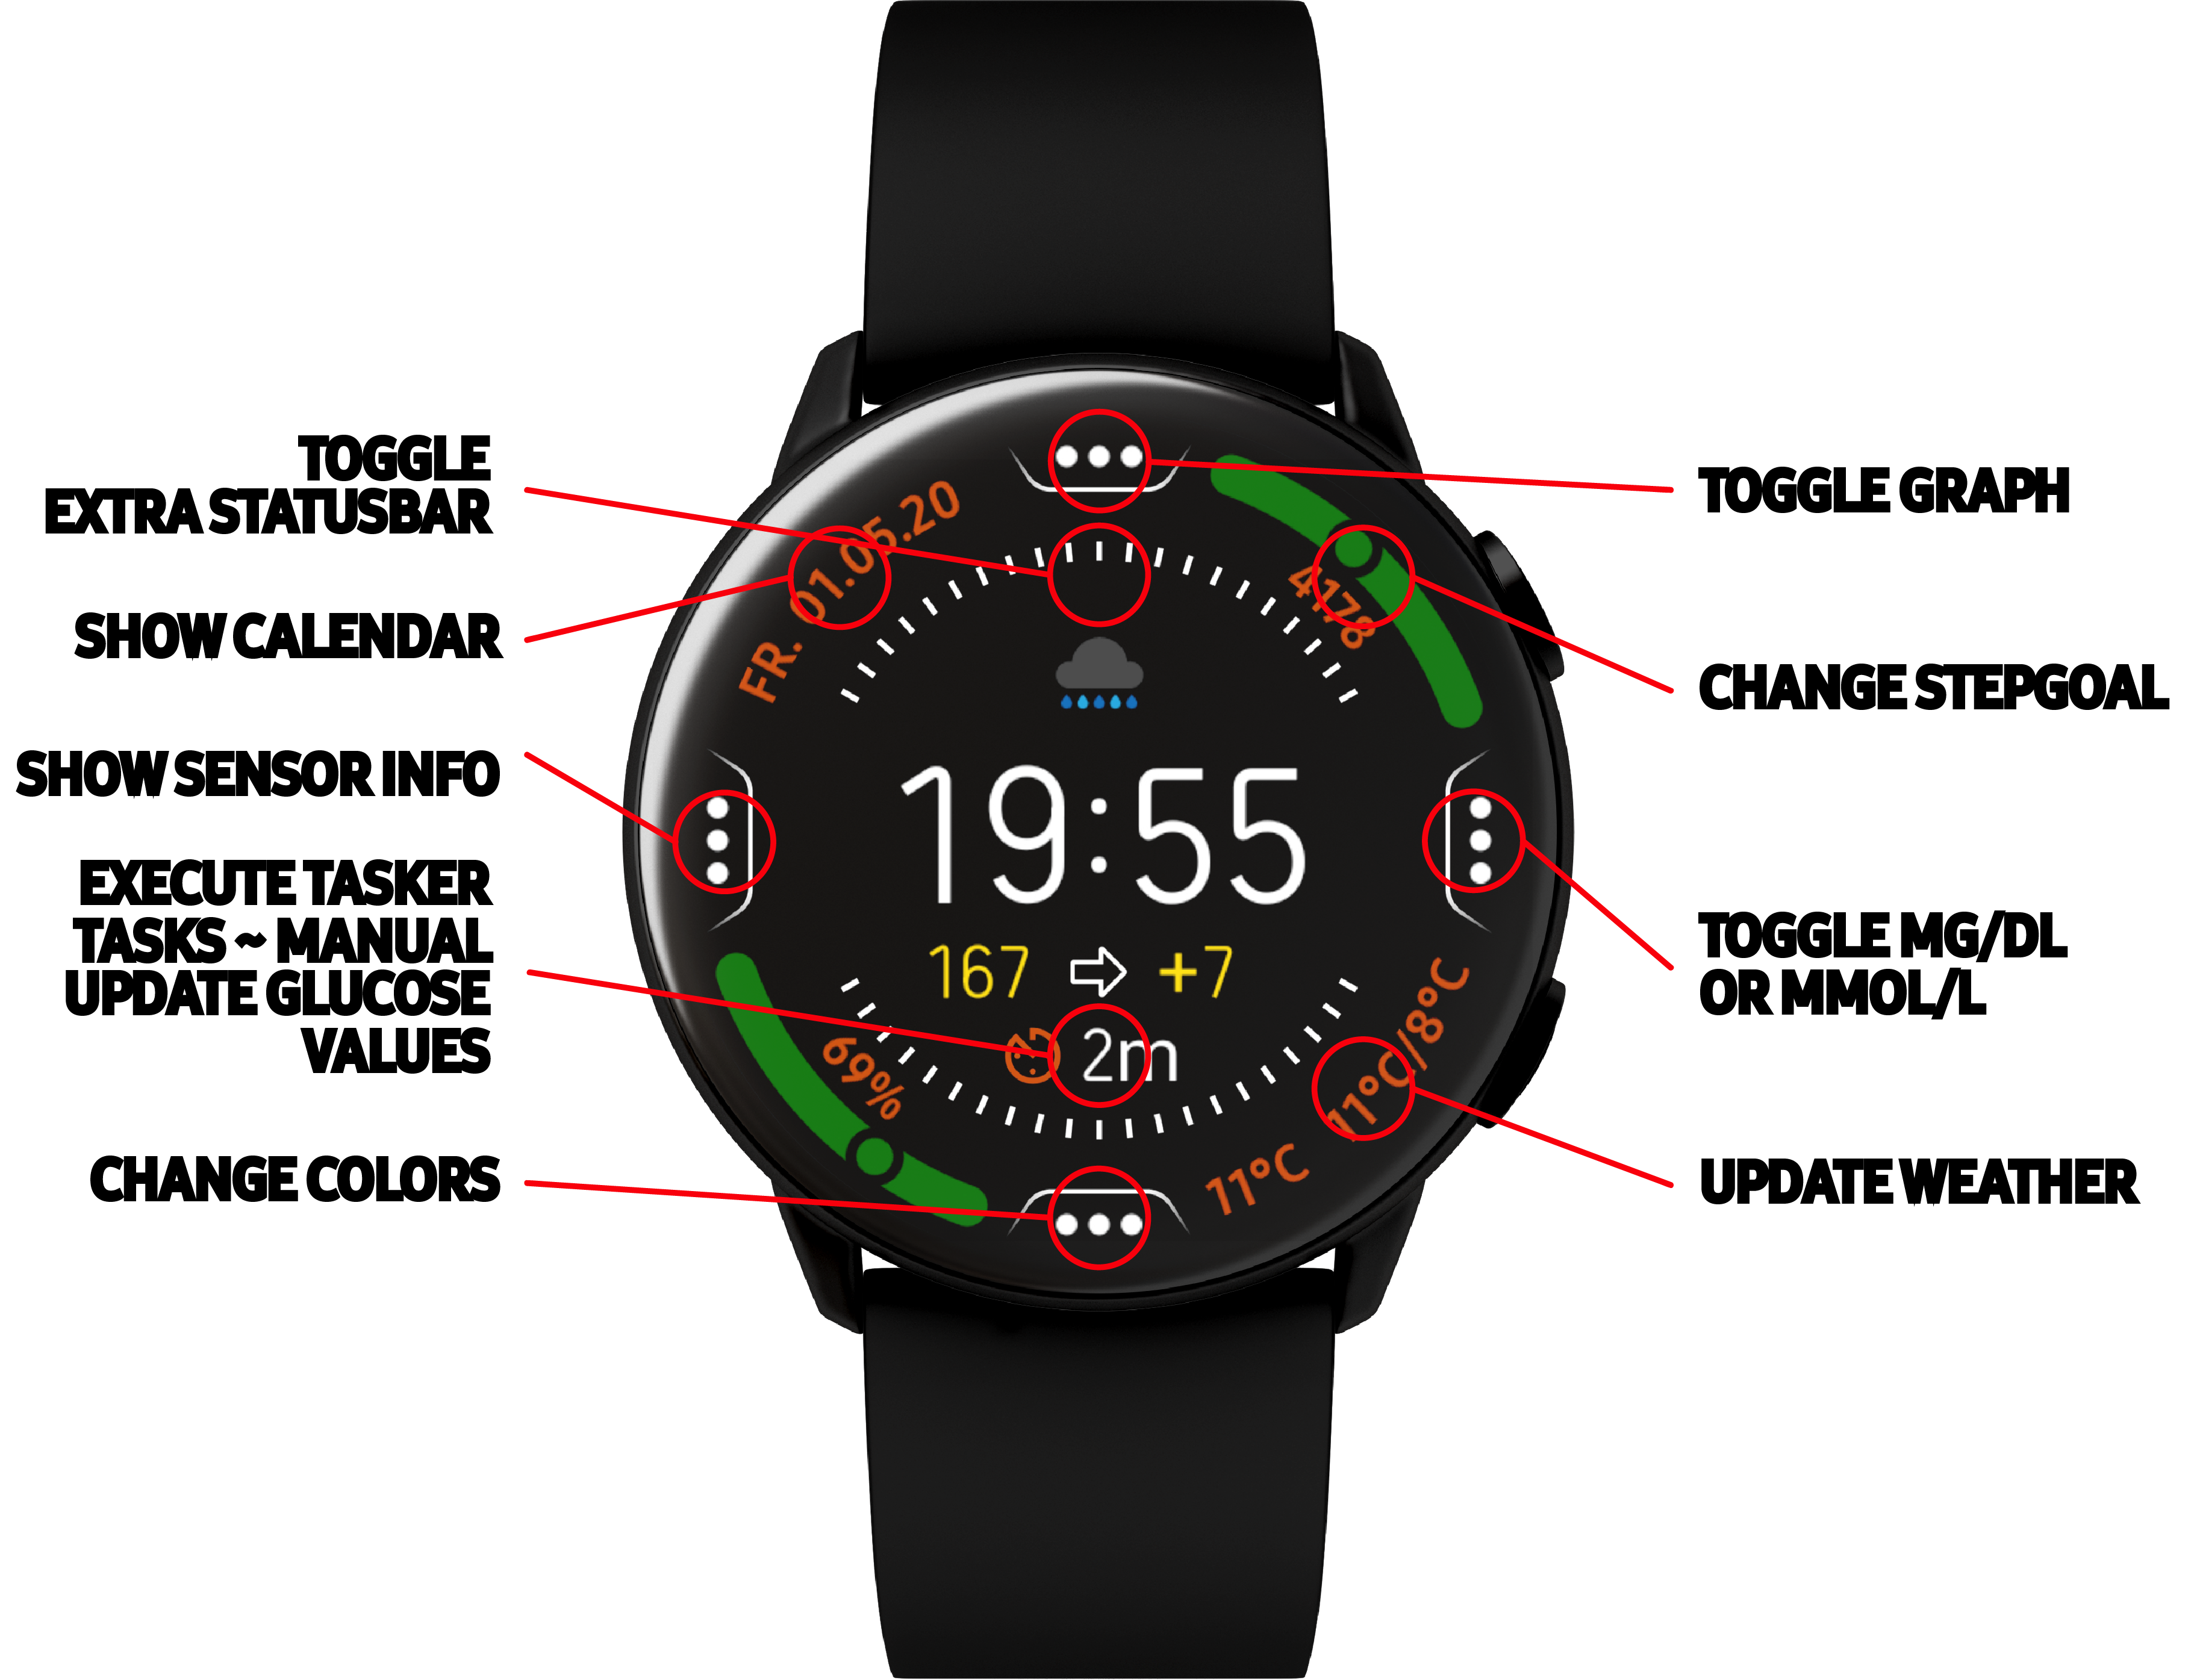 TOGGLE
EXTRA STATUSBAR
SHOW CALENDAR
SHOW SENSOR INFO
EXECUTE TASKER
TASKS ~ MANUAL
UPDATE GLUCOSE
VALUES
CHANGE COLORS
FR. 01.05.20
4178
19:55
167 ⇨ +7
2m
69%
11°C/8°C
11°C
TOGGLE GRAPH
CHANGE STEPGOAL
TOGGLE MG/DL
OR MMOL/L
UPDATE WEATHER